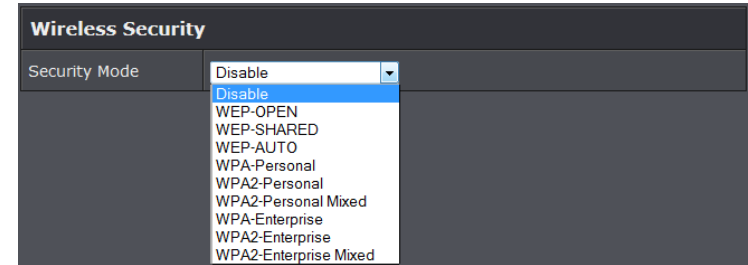 Wireless Security
Security Mode
Disable
Disable
WEP-OPEN
WEP-SHARED
WEP-AUTO
WPA-Personal
WPA2-Personal
WPA2-Personal Mixed
WPA-Enterprise
WPA2-Enterprise
WPA2-Enterprise Mixed